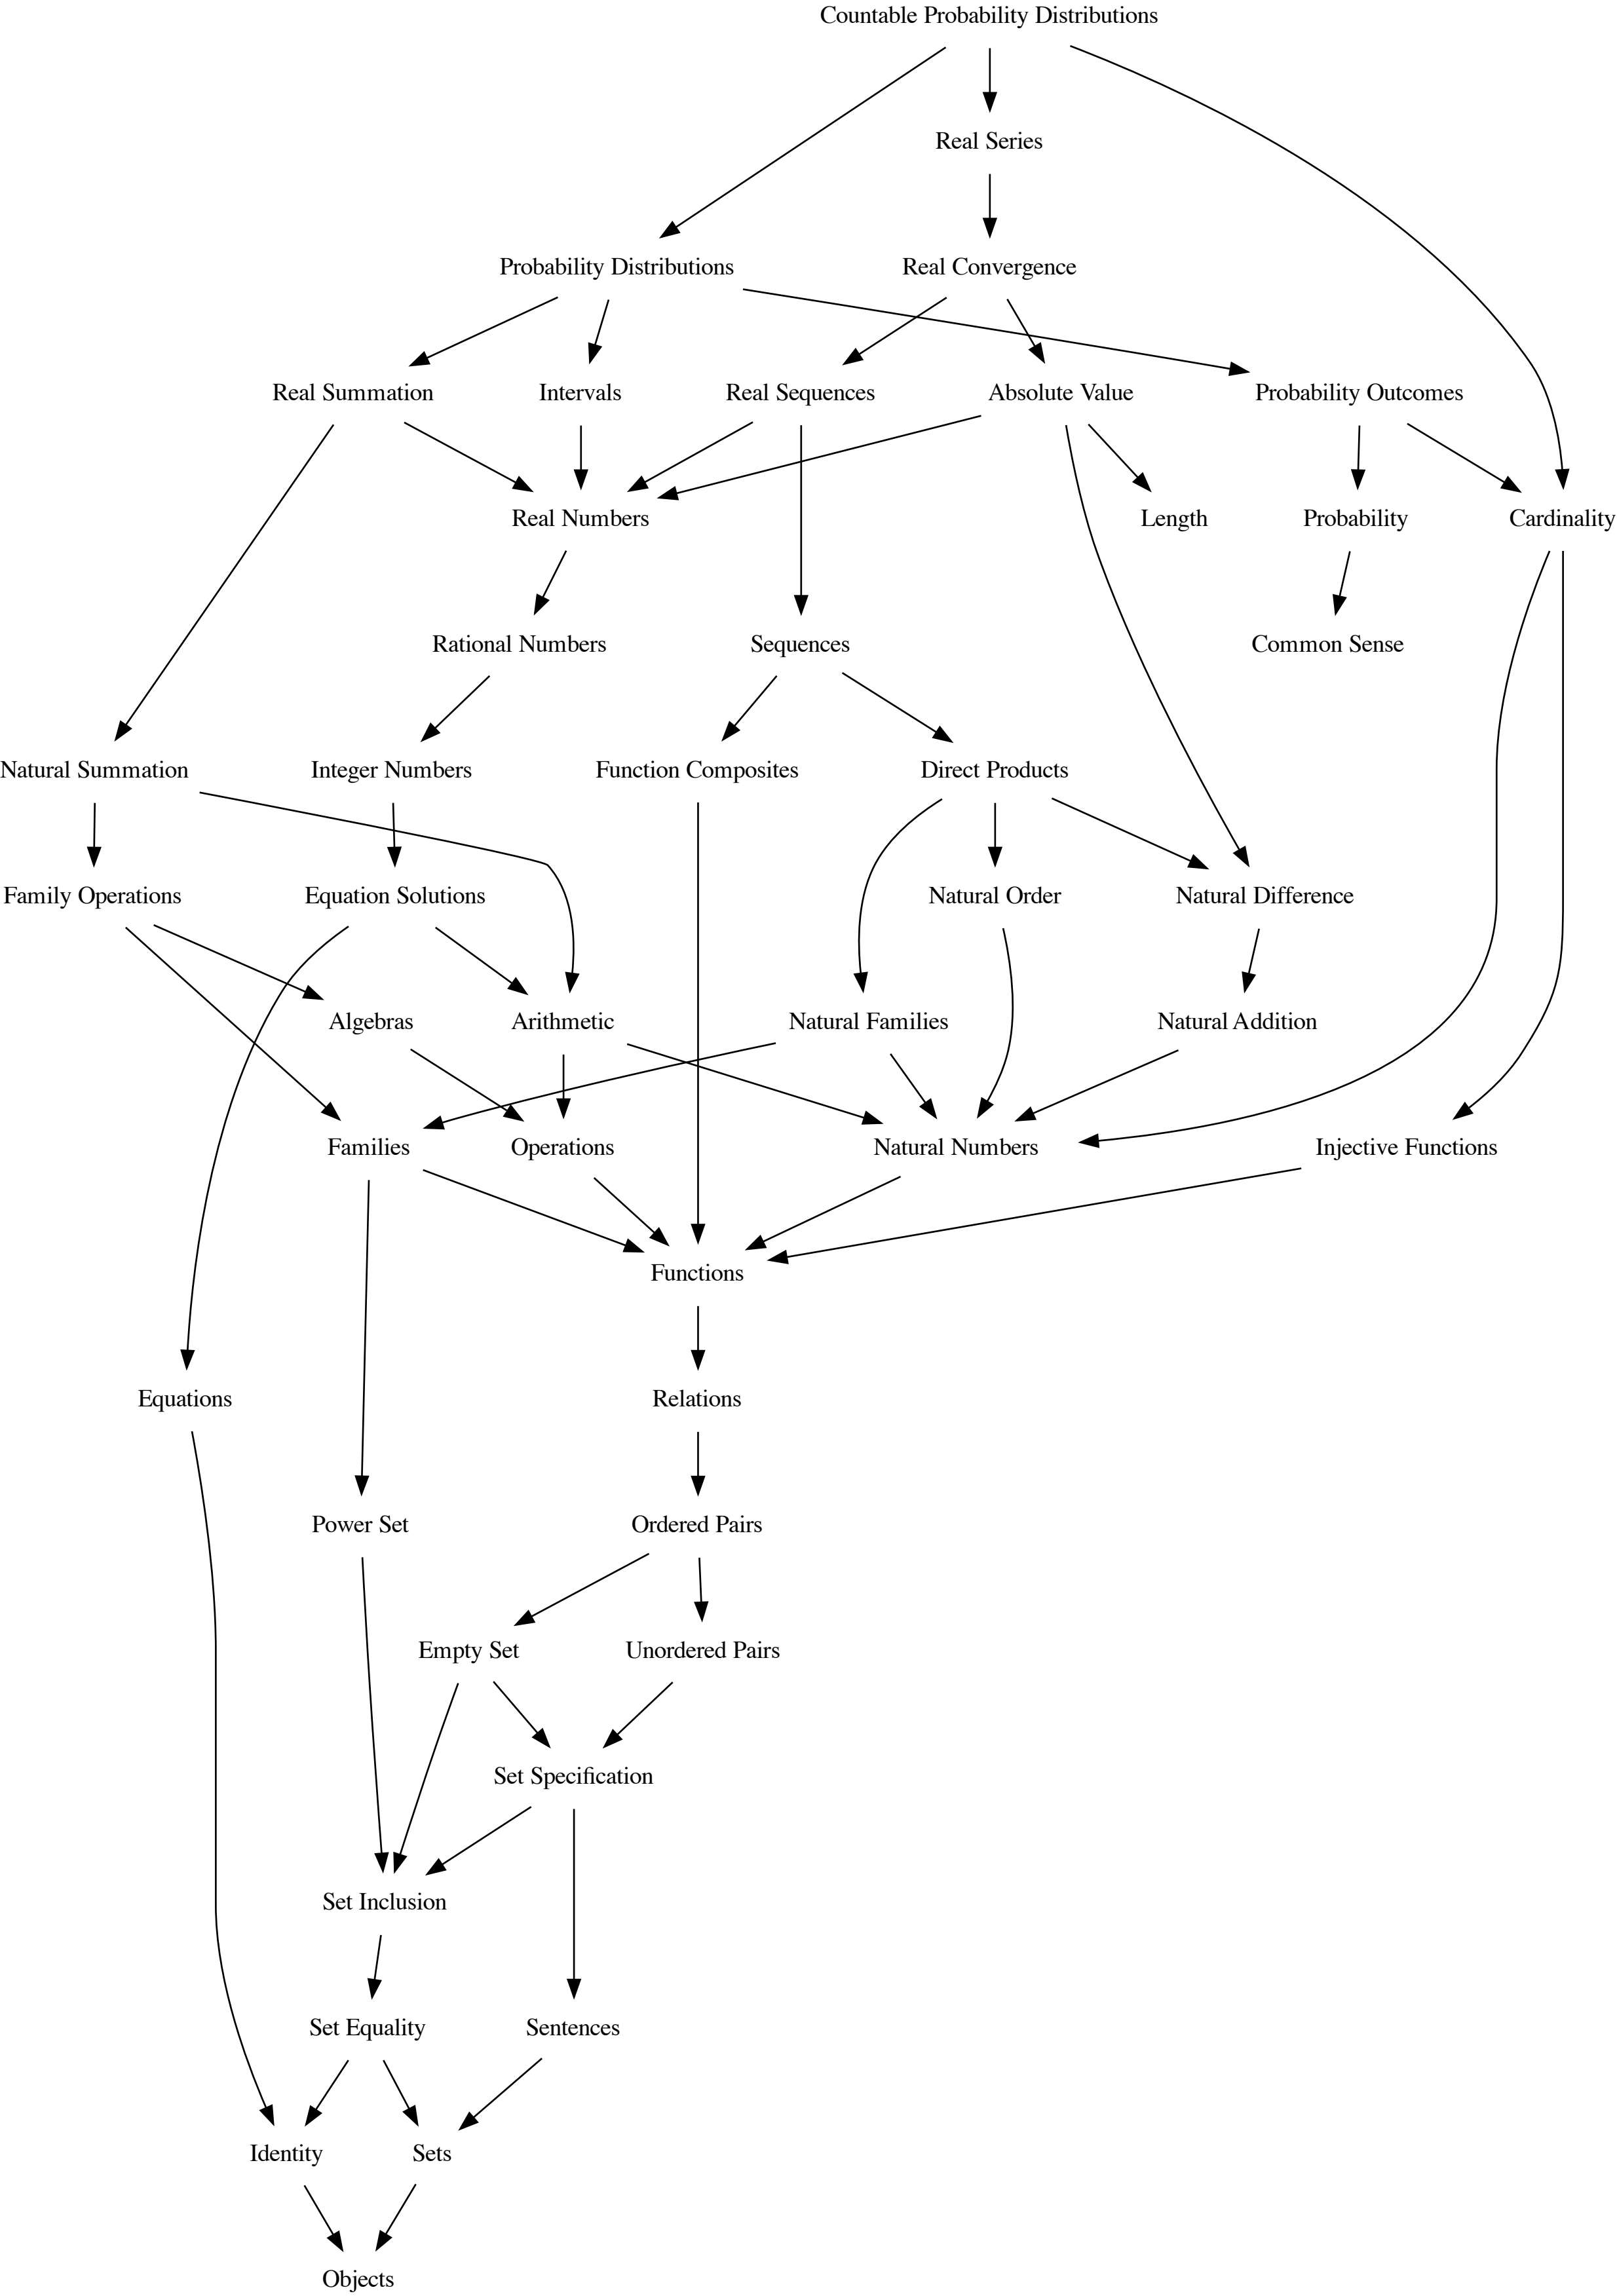 Countable Probability Distributions
Real Series
Probability Distributions
Real Convergence
Real Summation
Intervals
Real Sequences
Absolute Value
Probability Outcomes
Real Numbers
Length
Probability
Cardinality
Rational Numbers
Sequences
Common Sense
Natural Summation
Integer Numbers
Function Composites
Direct Products
Family Operations
Equation Solutions
Natural Order
Natural Difference
Algebras
Arithmetic
Natural Families
Natural Addition
Families
Operations
Natural Numbers
Injective Functions
Functions
Equations
Relations
Power Set
Ordered Pairs
Empty Set
Unordered Pairs
Set Specification
Set Inclusion
Set Equality
Sentences
Identity
Sets
Objects